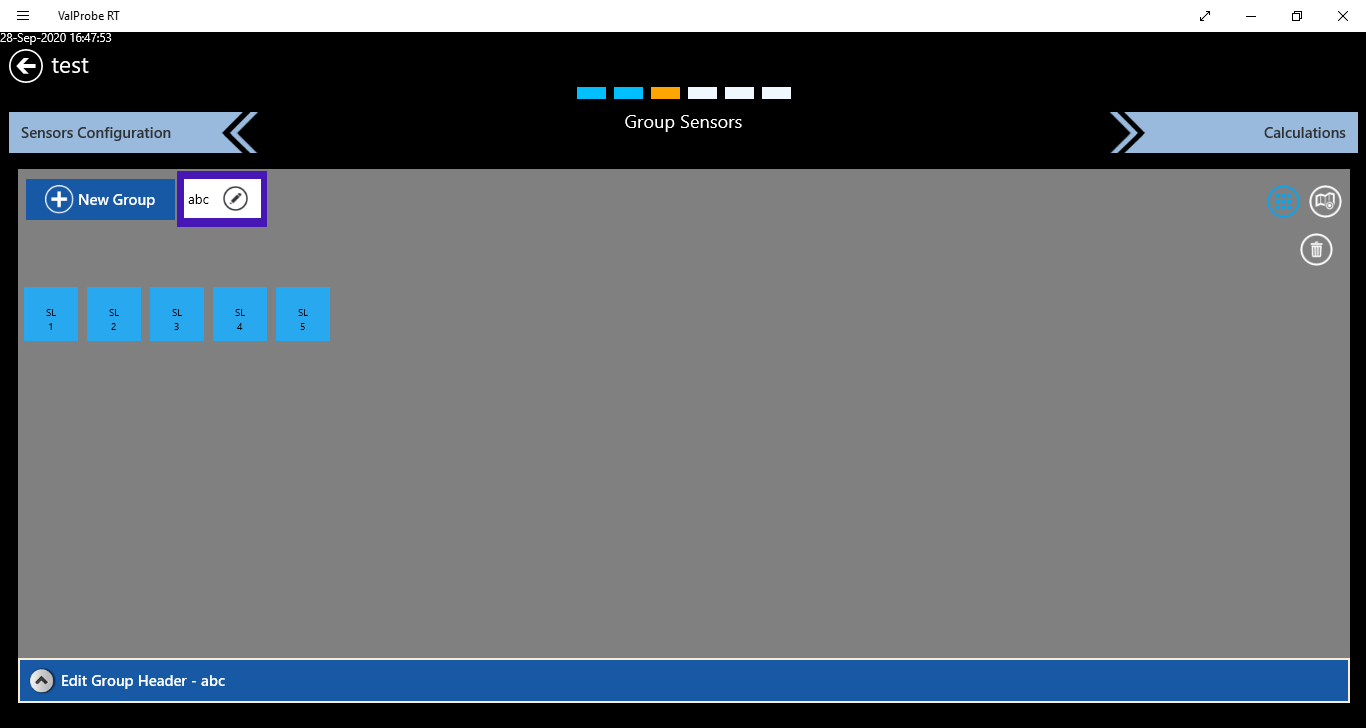 ValProbe RT
28-Sep-2020 16:47:53
test
Sensors Configuration
Group Sensors
Calculations
New Group
abc
SL
1
SL
2
SL
3
SL
4
SL
5
Edit Group Header - abc